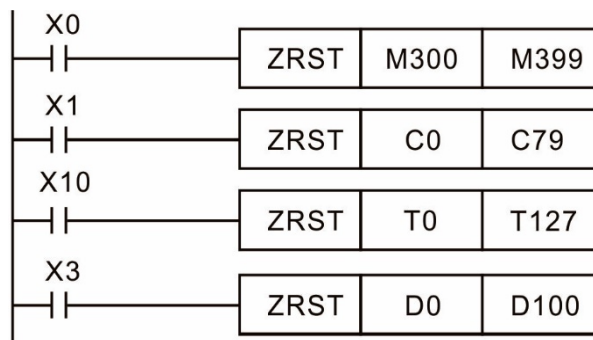 X0
ZRST M300 M399
X1
ZRST C0 C79
X10
ZRST T0 T127
X3
ZRST D0 D100